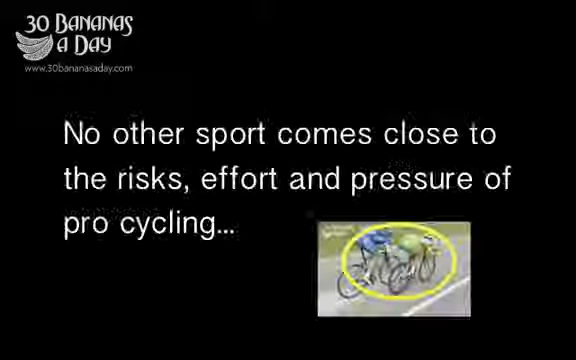 30 BANANAS
A DAY
www.30bananasaday.com
No other sport comes close to
the risks, effort and pressure of
pro cycling...